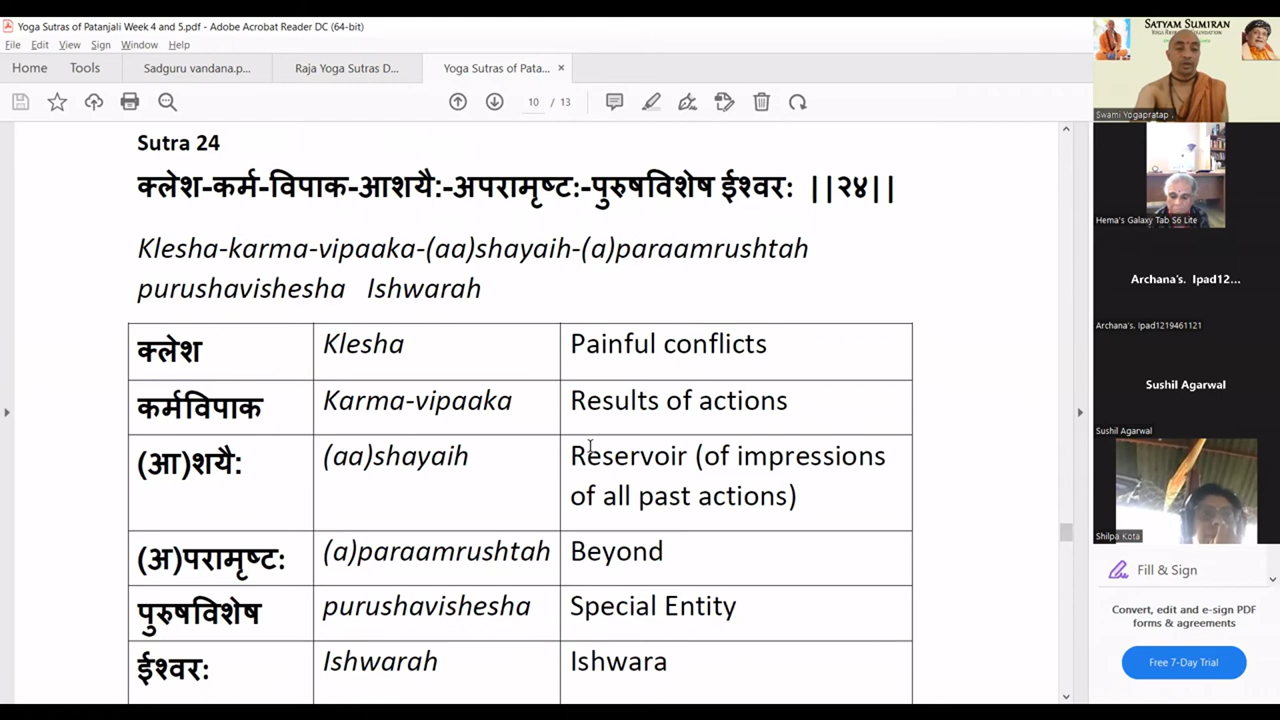 Yoga Sutras of Patanjali Week 4 and 5.pdf - Adobe Acrobat Reader DC (64-bit)
File Edit View Sign Window Help
Home Tools Sadguru vandana.p... Raja Yoga Sutras D... Yoga Sutras of Pata... ×
10 / 13
Sutra 24
क्लेश-कर्म-विपाक-आशयै:-अपरामृष्ट:-पुरुषविशेष ईश्वर: ||२४||
Klesha-karma-vipaaka-(aa)shayaih-(a)paraamrushtah
purushavishesha Ishwarah
क्लेश Klesha Painful conflicts
कर्मविपाक Karma-vipaaka Results of actions
(आ)शयै: (aa)shayaih Reservoir (of impressions
of all past actions)
(अ)परामृष्ट: (a)paraamrushtah Beyond
पुरुषविशेष purushavishesha Special Entity
ईश्वर: Ishwarah Ishwara
SATYAM SUMIRAN
Swami Yogapratap .
Hema's Galaxy Tab S6 Lite
Archana's. Ipad12...
Archana's. Ipad1219461121
Sushil Agarwal
Sushil Agarwal
Shilpa Kota
Fill & Sign
Convert, edit and e-sign PDF
forms & agreements
Free 7-Day Trial